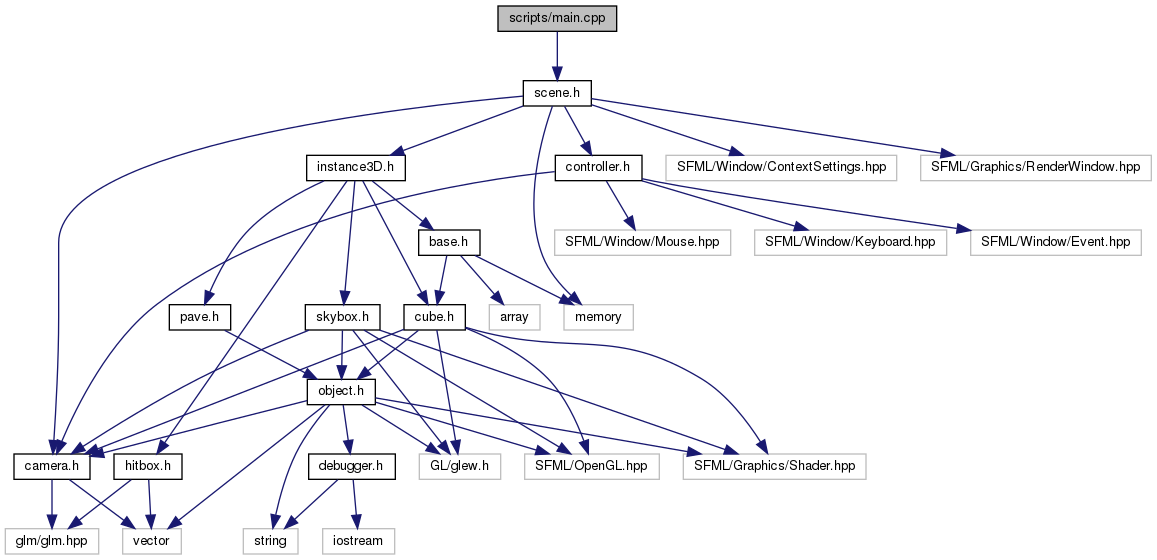 scripts/main.cpp
scene.h
instance3D.h
controller.h
SFML/Window/ContextSettings.hpp
SFML/Graphics/RenderWindow.hpp
base.h
SFML/Window/Mouse.hpp
SFML/Window/Keyboard.hpp
SFML/Window/Event.hpp
pave.h
skybox.h
cube.h
array
memory
object.h
camera.h
hitbox.h
debugger.h
GL/glew.h
SFML/OpenGL.hpp
SFML/Graphics/Shader.hpp
glm/glm.hpp
vector
string
iostream